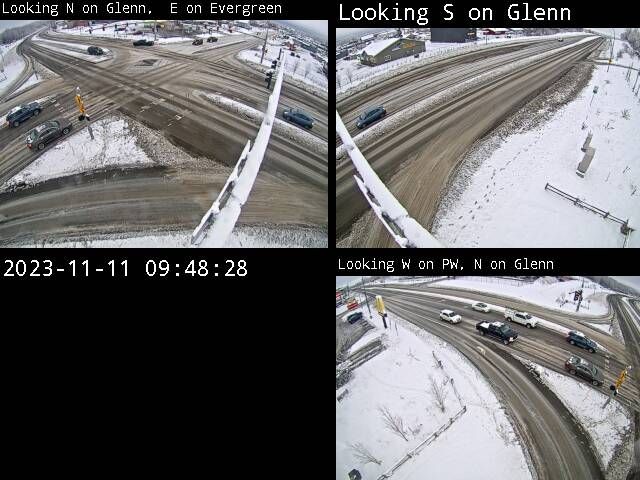 Looking N on Glenn,  E on Evergreen
Looking S on Glenn
2023-11-11 09:48:28
Looking W on PW, N on Glenn